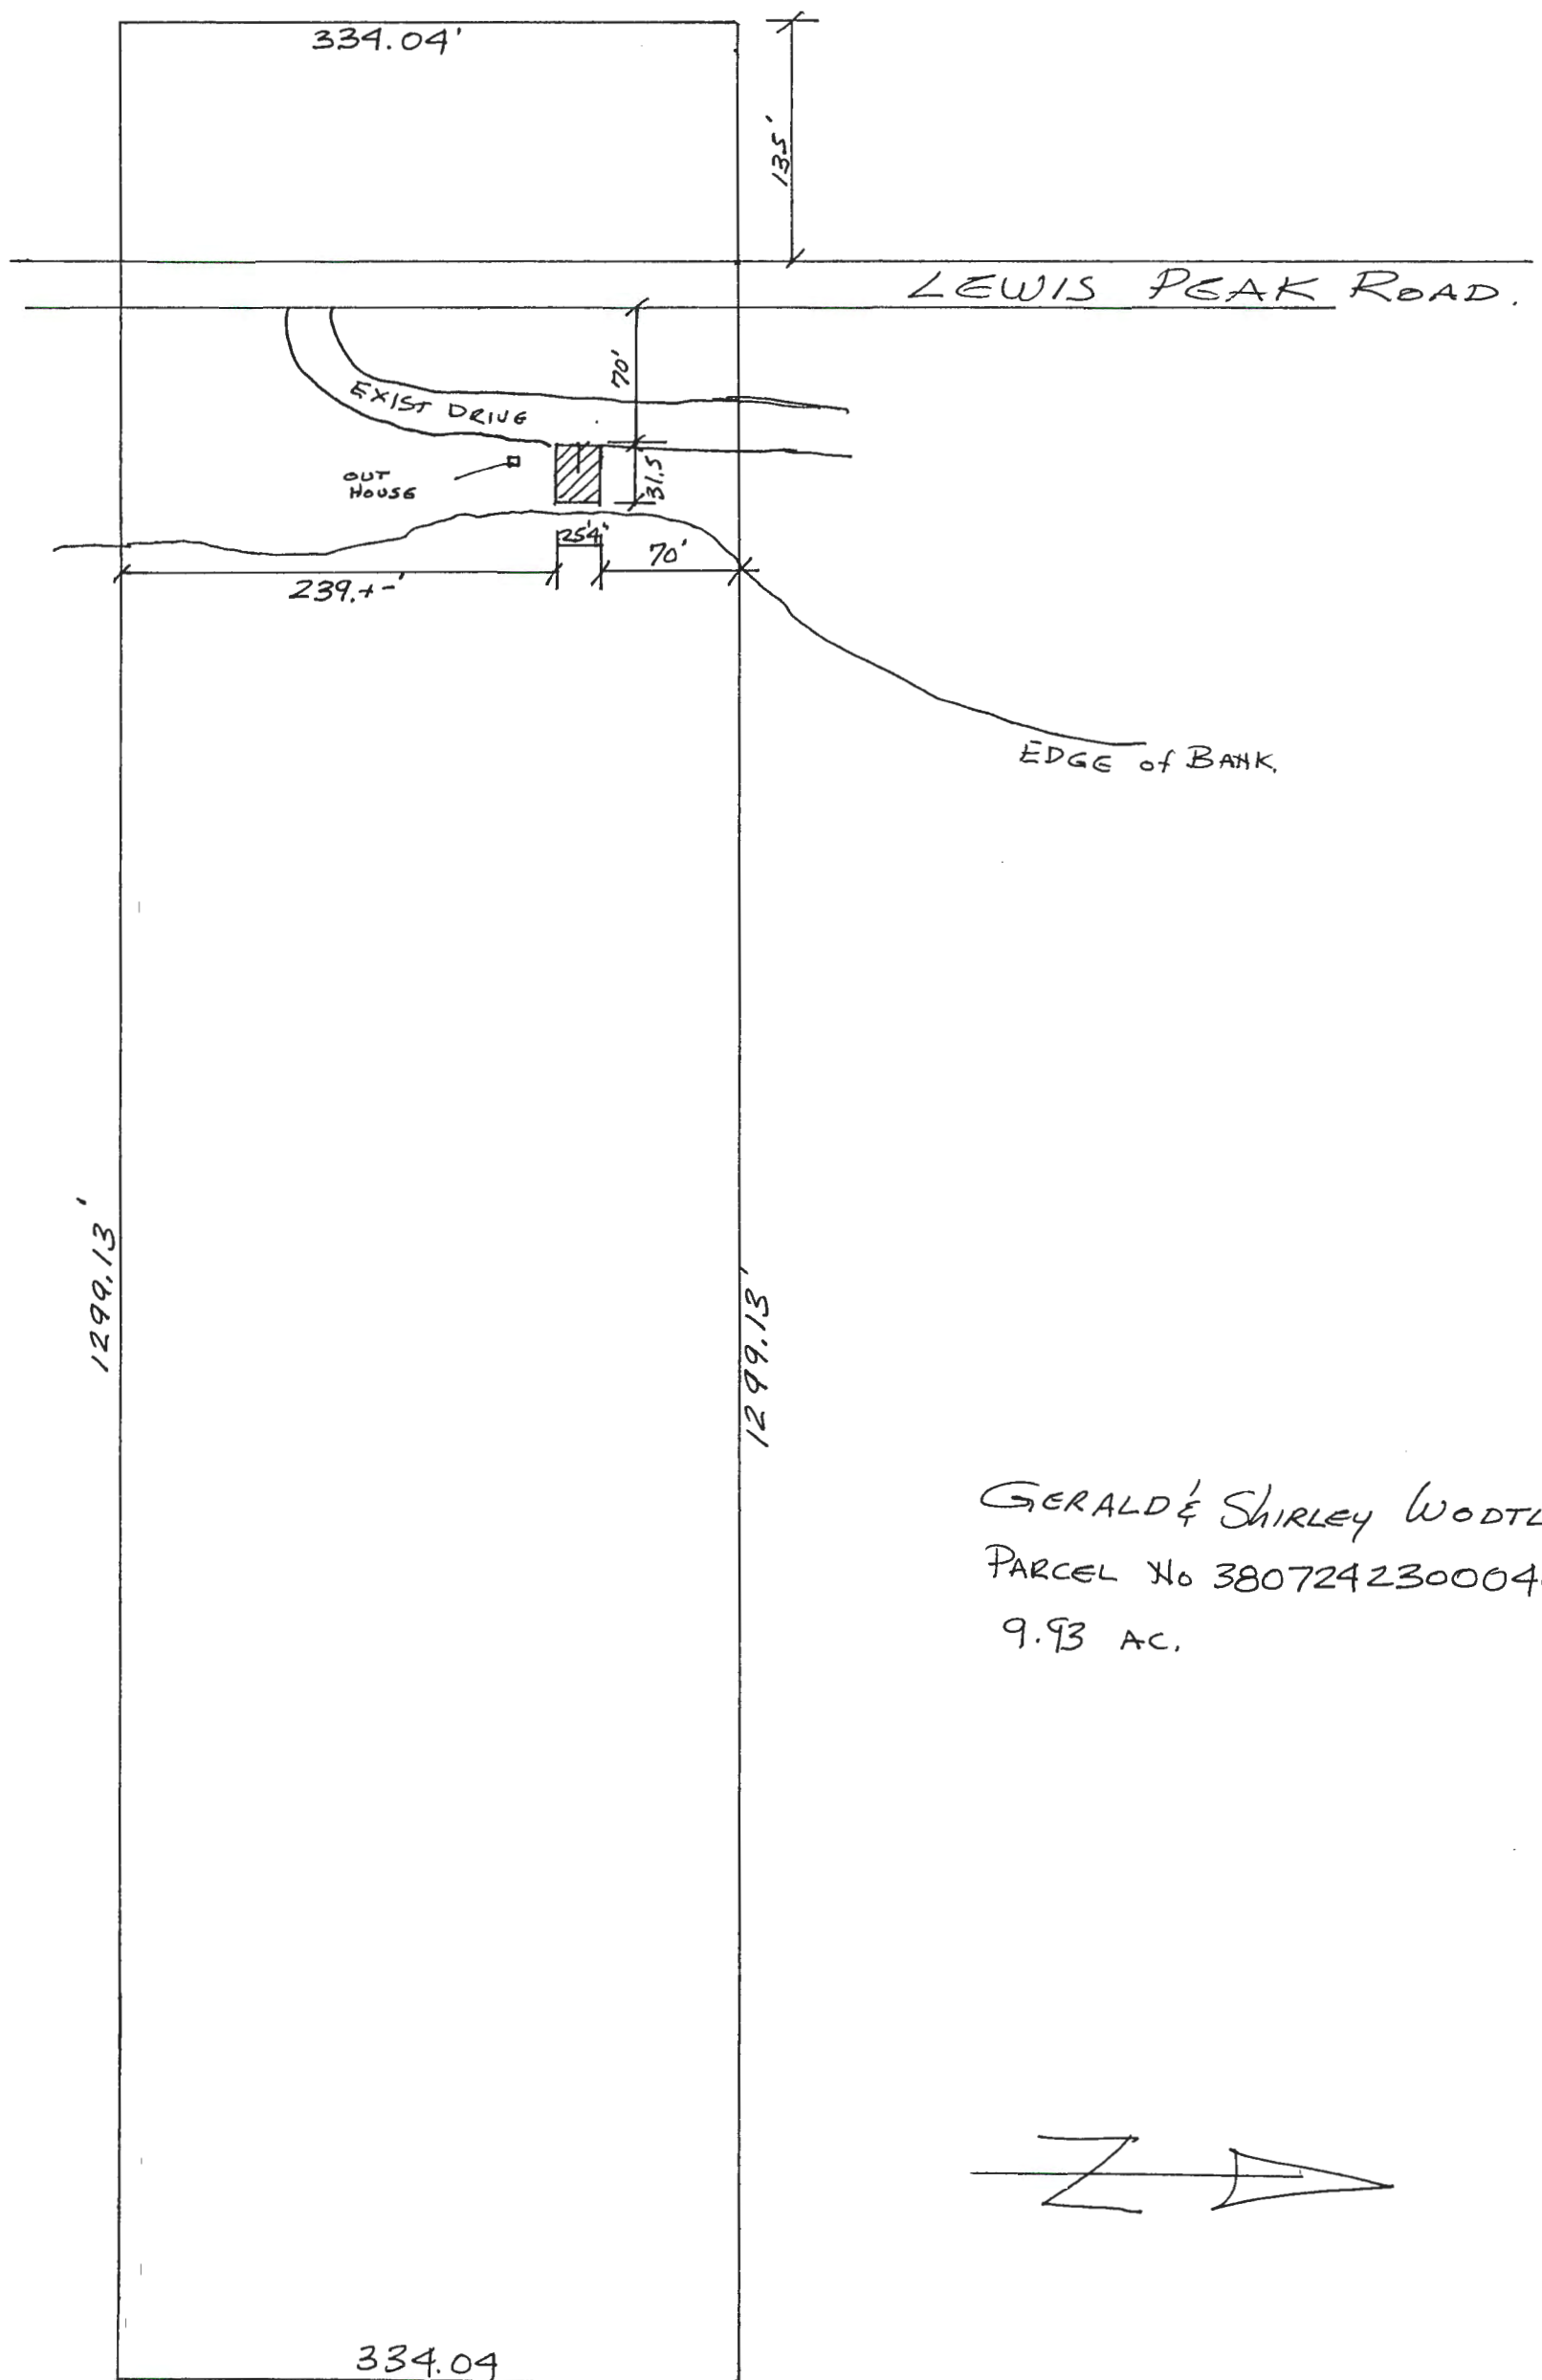 334.04'
135'
LEWIS PEAK ROAD.
70'
EXIST DRIVE
OUT
HOUSE
31.5
25'4"
70'
239.+-'
EDGE of BANK.
1299.13'
1299.13'
GERALD & SHIRLEY
PARCEL No
9.93 AC.
N
334.04